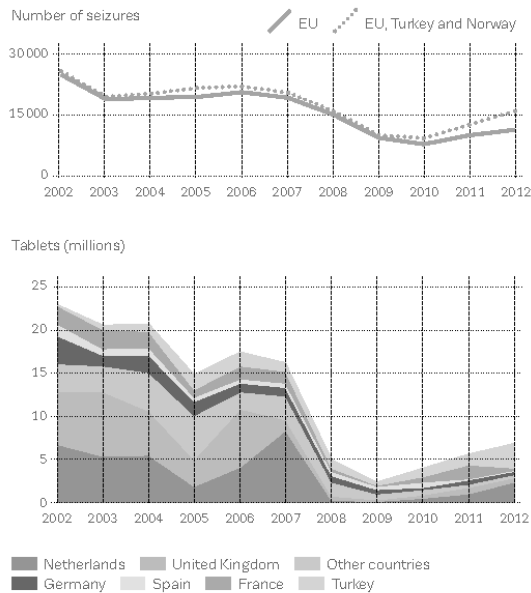 Number of seizures
EU
EU, Turkey and Norway
30 000
15 000
0
2002 2003 2004 2005 2006 2007 2008 2009 2010 2011 2012
Tablets (millions)
25
20
15
10
5
0
2002 2003 2004 2005 2006 2007 2008 2009 2010 2011 2012
Netherlands United Kingdom Other countries
Germany Spain France Turkey